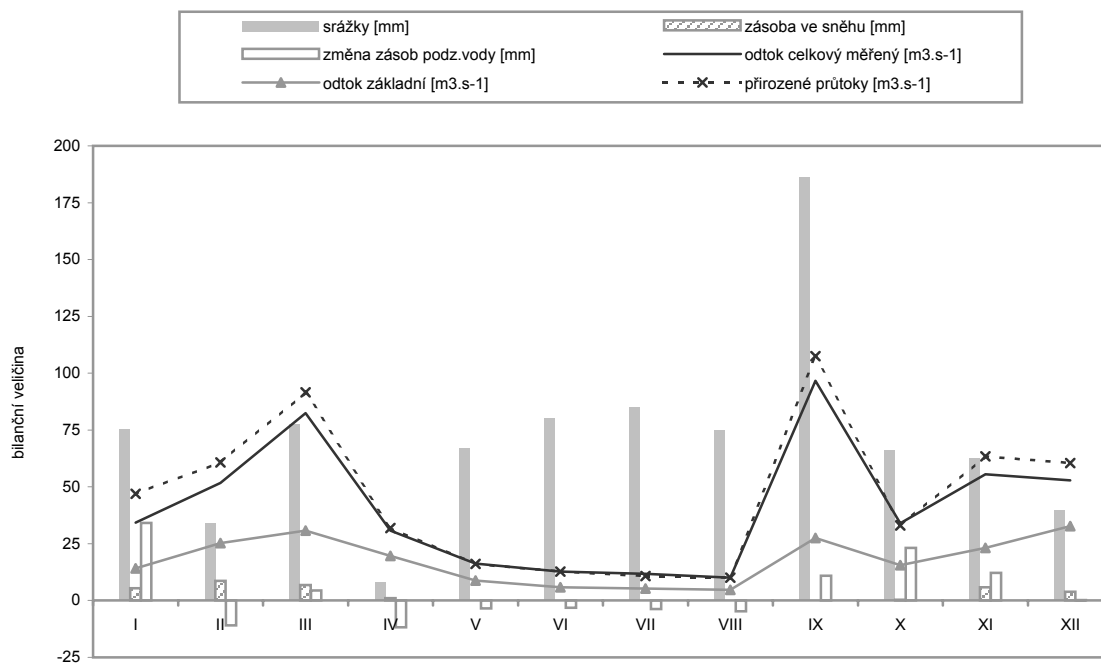 srážky [mm]
zásoba ve sněhu [mm]
změna zásob podz.vody [mm]
odtok celkový měřený [m3.s-1]
odtok základní [m3.s-1]
přirozené průtoky [m3.s-1]
bilanční veličina
200
175
150
125
100
75
50
25
0
-25
I II III IV V VI VII VIII IX X XI XII